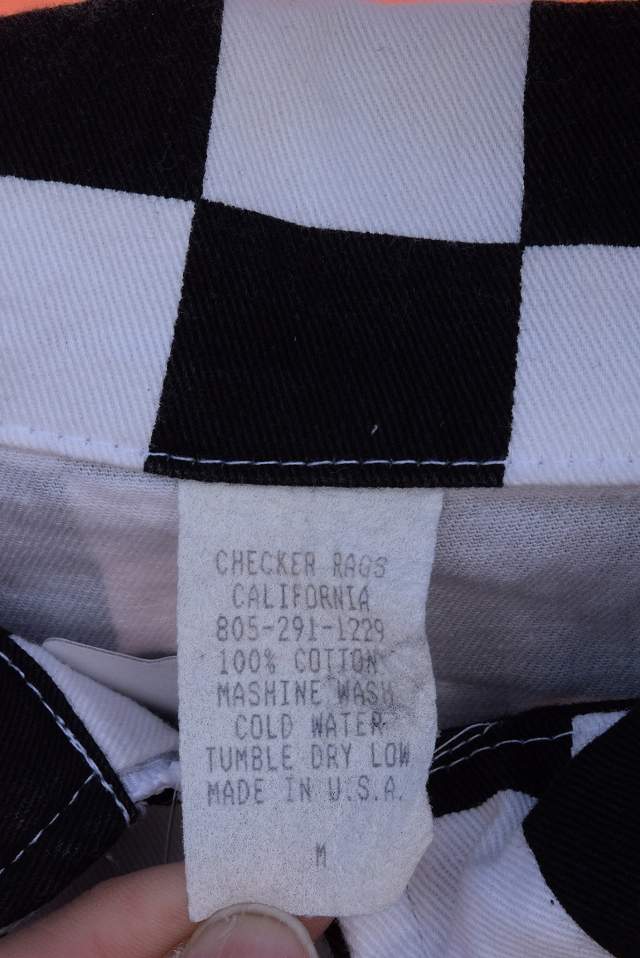 CHECKER RAGS
CALIFORNIA
805-291-1229
100% COTTON
MASHINE WASH
COLD WATER
TUMBLE DRY LOW
MADE IN U.S.A.
M